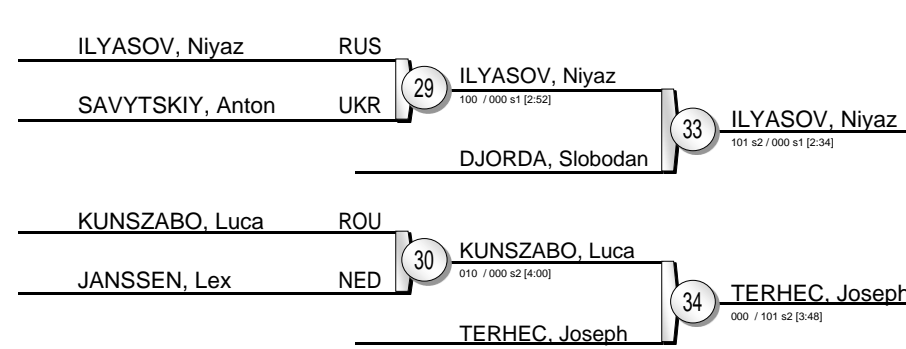 ILYASOV, Niyaz RUS
SAVYTSKIY, Anton UKR
29
ILYASOV, Niyaz
100 / 000 s1 [2:52]
DJORDA, Slobodan
33
ILYASOV, Niyaz
101 s2 / 000 s1 [2:34]
KUNSZABO, Luca ROU
JANSSEN, Lex NED
30
KUNSZABO, Luca
010 / 000 s2 [4:00]
TERHEC, Joseph
34
TERHEC, Joseph
000 / 101 s2 [3:48]